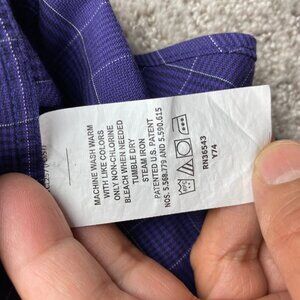 MACHINE WASH WARM
WITH LIKE COLORS
ONLY NON-CHLORINE
BLEACH WHEN NEEDED
TUMBLE DRY
STEAM IRON
PATENTED U.S. PATENT
NOS. 5.568.779 AND 5.590.615
RN36543
Y74